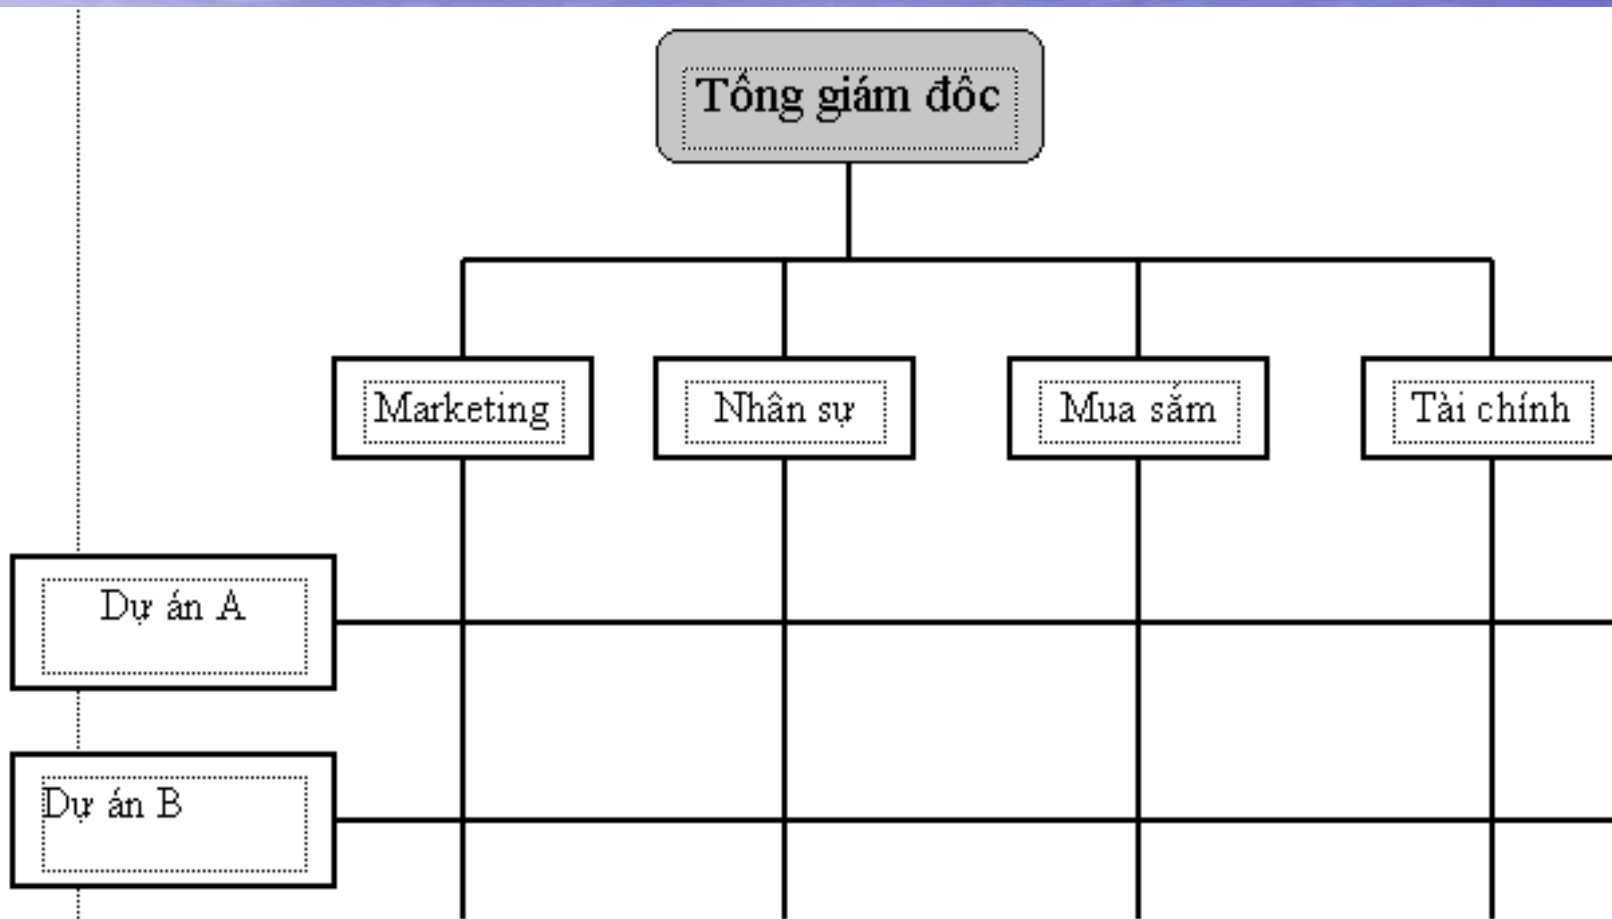 Tổng giám đốc
Marketing
Nhân sự
Mua sắm
Tài chính
Dự án A
Dự án B